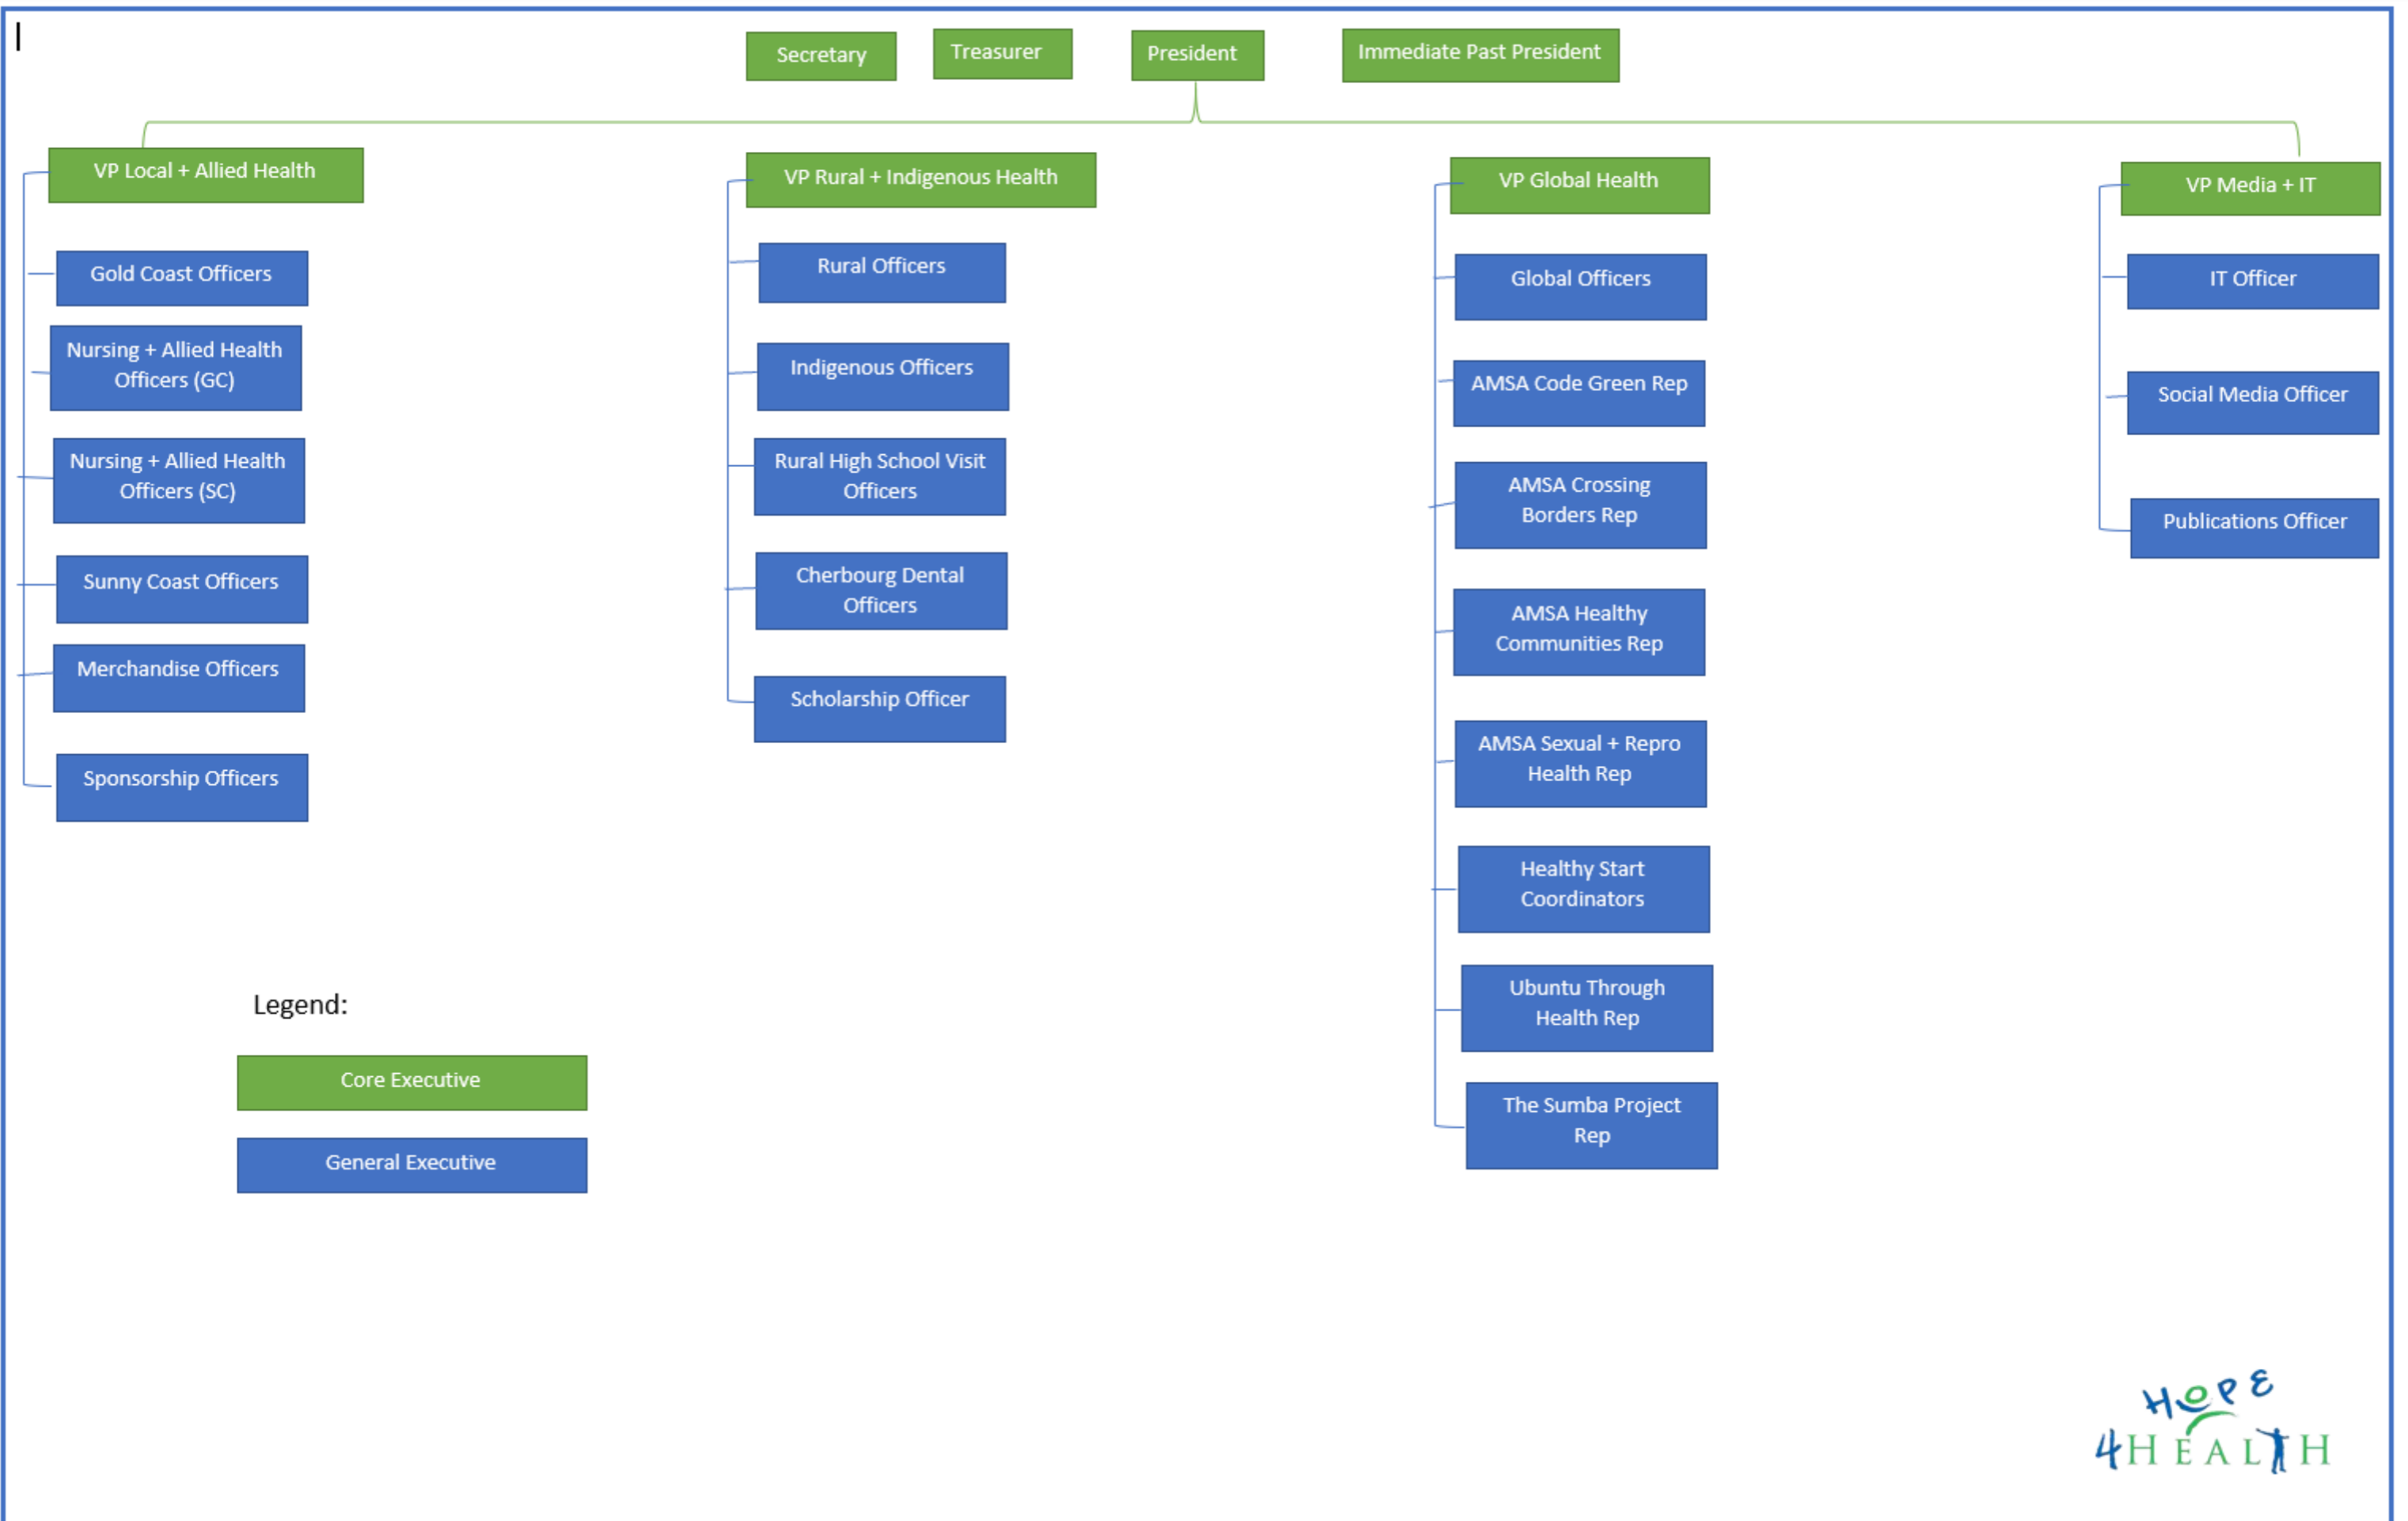 Secretary
Treasurer
President
Immediate Past President
VP Local + Allied Health
VP Rural + Indigenous Health
VP Global Health
VP Media + IT
Gold Coast Officers
Nursing + Allied Health
Officers (GC)
Nursing + Allied Health
Officers (SC)
Sunny Coast Officers
Merchandise Officers
Sponsorship Officers
Rural Officers
Indigenous Officers
Rural High School Visit
Officers
Cherbourg Dental
Officers
Scholarship Officer
Global Officers
AMSA Code Green Rep
AMSA Crossing
Borders Rep
AMSA Healthy
Communities Rep
AMSA Sexual + Repro
Health Rep
Healthy Start
Coordinators
Ubuntu Through
Health Rep
The Sumba Project
Rep
IT Officer
Social Media Officer
Publications Officer
Legend:
Core Executive
General Executive
HOPE
4HEALTH